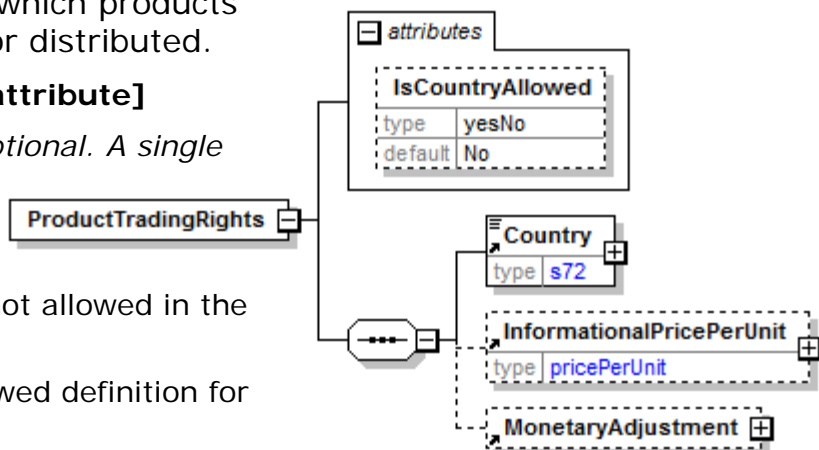 which products
or distributed.
attribute]
optional. A single
ot allowed in the
wed definition for
attributes
IsCountryAllowed
type yesNo
default No
ProductTradingRights
Country
type s72
InformationalPricePerUnit
type pricePerUnit
MonetaryAdjustment